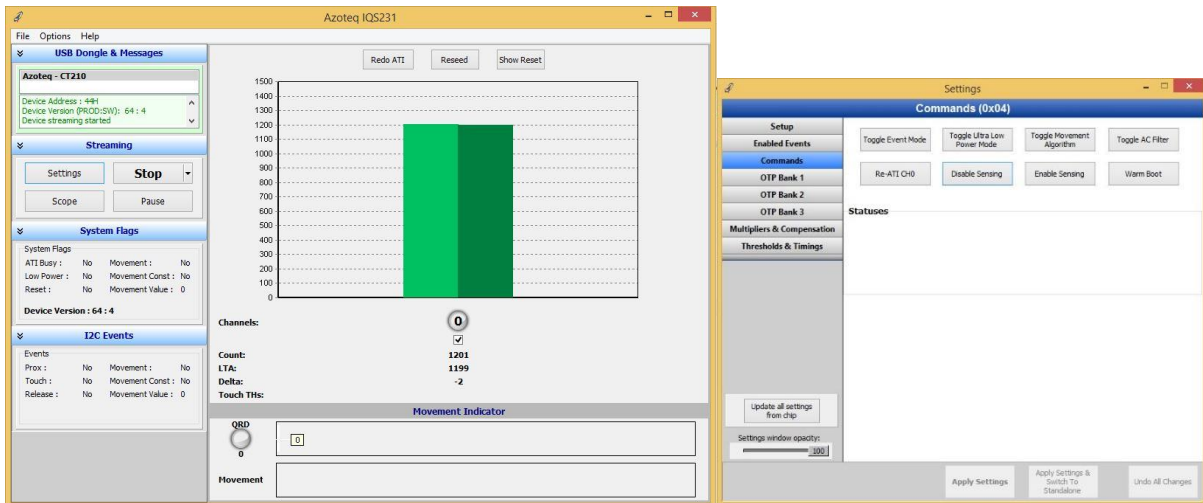 Azoteq IQS231
File Options Help
USB Dongle & Messages
Azoteq - CT210
Device Address : 44H
Device Version (PROD:SW): 64 : 4
Device streaming started
Streaming
Settings
Stop
Scope
Pause
System Flags
System Flags
ATI Busy : No Movement : No
Low Power : No Movement Const : No
Reset : No Movement Value : 0
Device Version : 64 : 4
I2C Events
Events
Prox : No Movement : No
Touch : No Movement Const : No
Release : No Movement Value : 0
Redo ATI Reseed Show Reset
1500
1400
1300
1200
1100
1000
900
800
700
600
500
400
300
200
100
0
Channels: 0
Count: 1201
LTA: 1199
Delta: -2
Touch THs:
Movement Indicator
QRD
0
0
Movement
Settings
Commands (0x04)
Setup
Enabled Events
Commands
OTP Bank 1
OTP Bank 2
OTP Bank 3
Multipliers & Compensation
Thresholds & Timings
Update all settings
from chip
Settings window opacity:
100
Toggle Event Mode
Toggle Ultra Low
Power Mode
Toggle Movement
Algorithm
Toggle AC Filter
Re-ATI CH0
Disable Sensing
Enable Sensing
Warm Boot
Statuses
Apply Settings
Apply Settings &
Switch To
Standalone
Undo All Changes